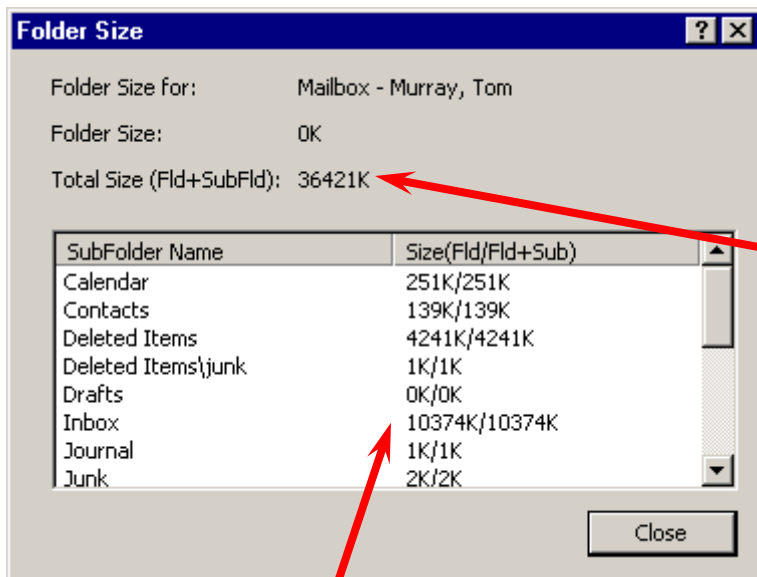 Folder Size
Folder Size for: Mailbox - Murray, Tom
Folder Size: 0K
Total Size (Fld+SubFld): 36421K
SubFolder Name Size(Fld/Fld+Sub)
Calendar 251K/251K
Contacts 139K/139K
Deleted Items 4241K/4241K
Deleted Items\junk 1K/1K
Drafts 0K/0K
Inbox 10374K/10374K
Journal 1K/1K
Junk 2K/2K
Close